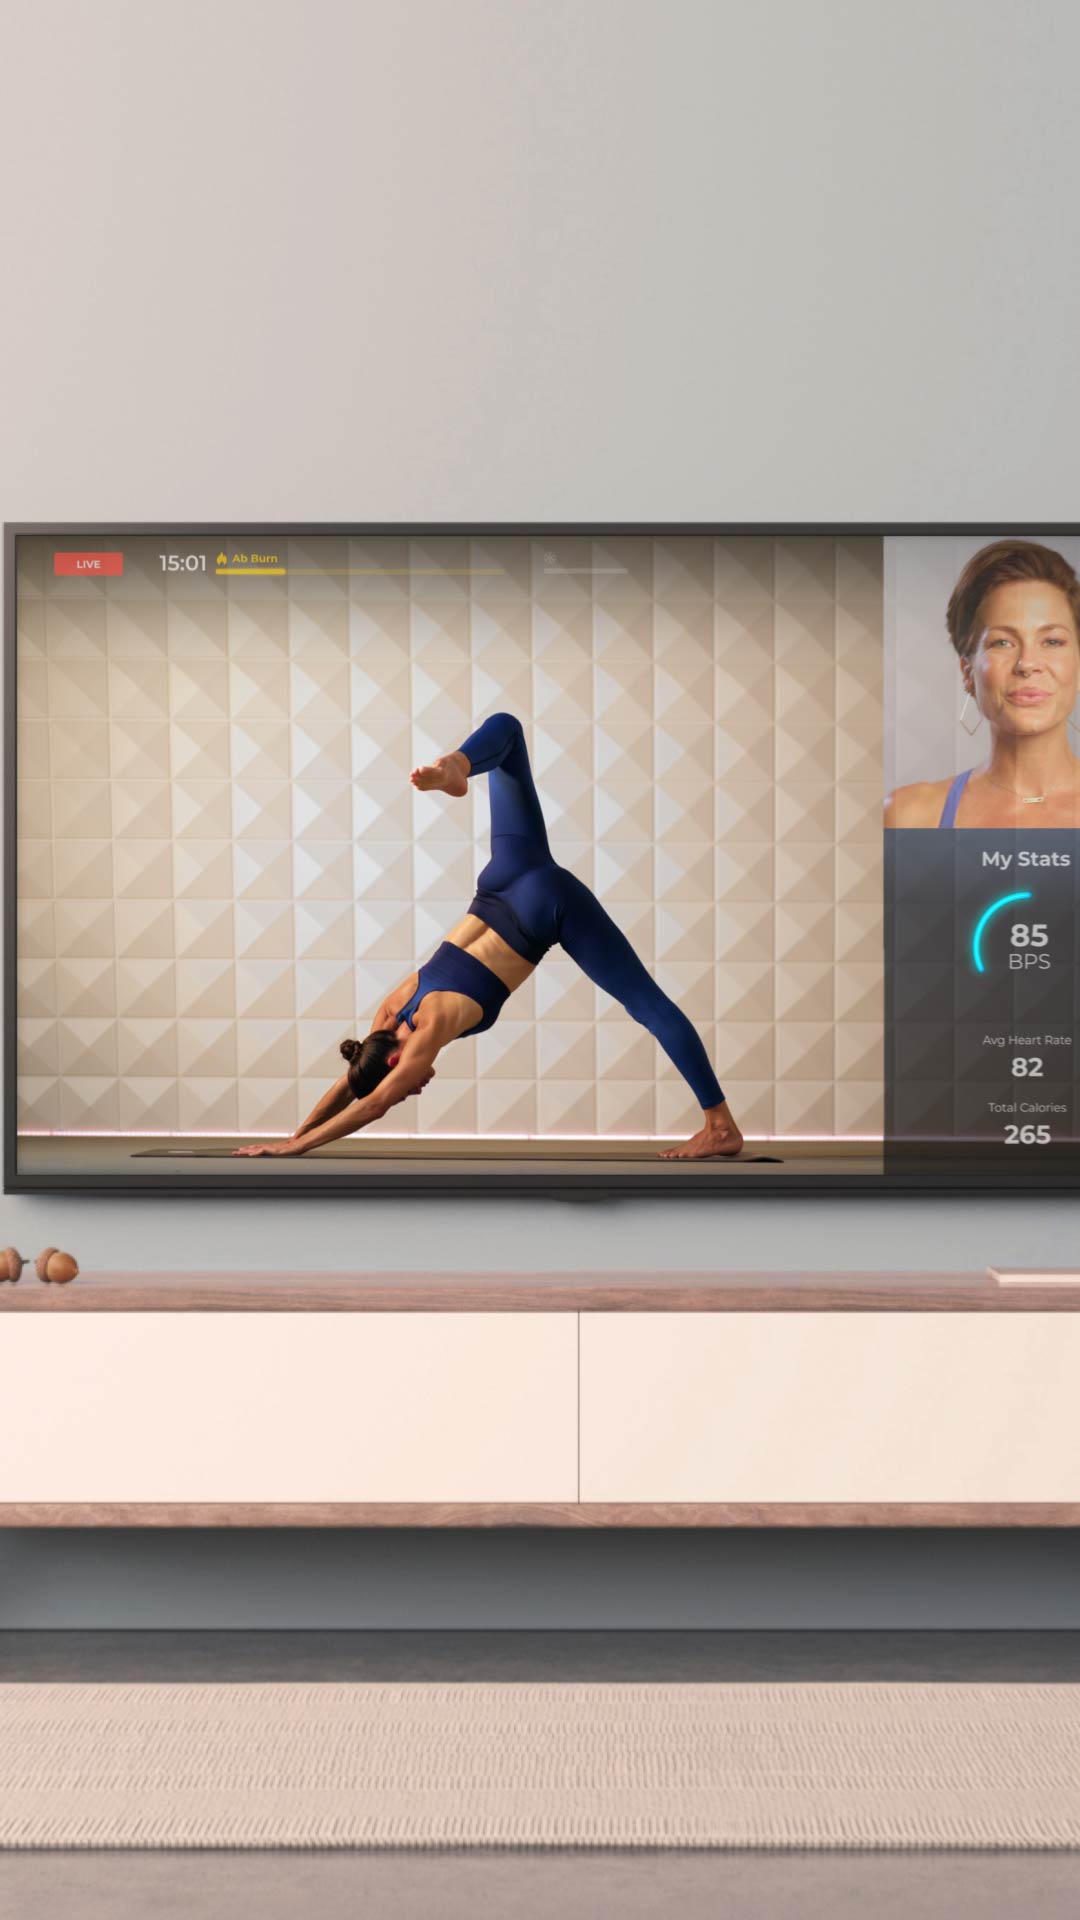 LIVE
15:01
Ab Burn
My Stats
85
BPS
Avg Heart Rate
82
Total Calories
265